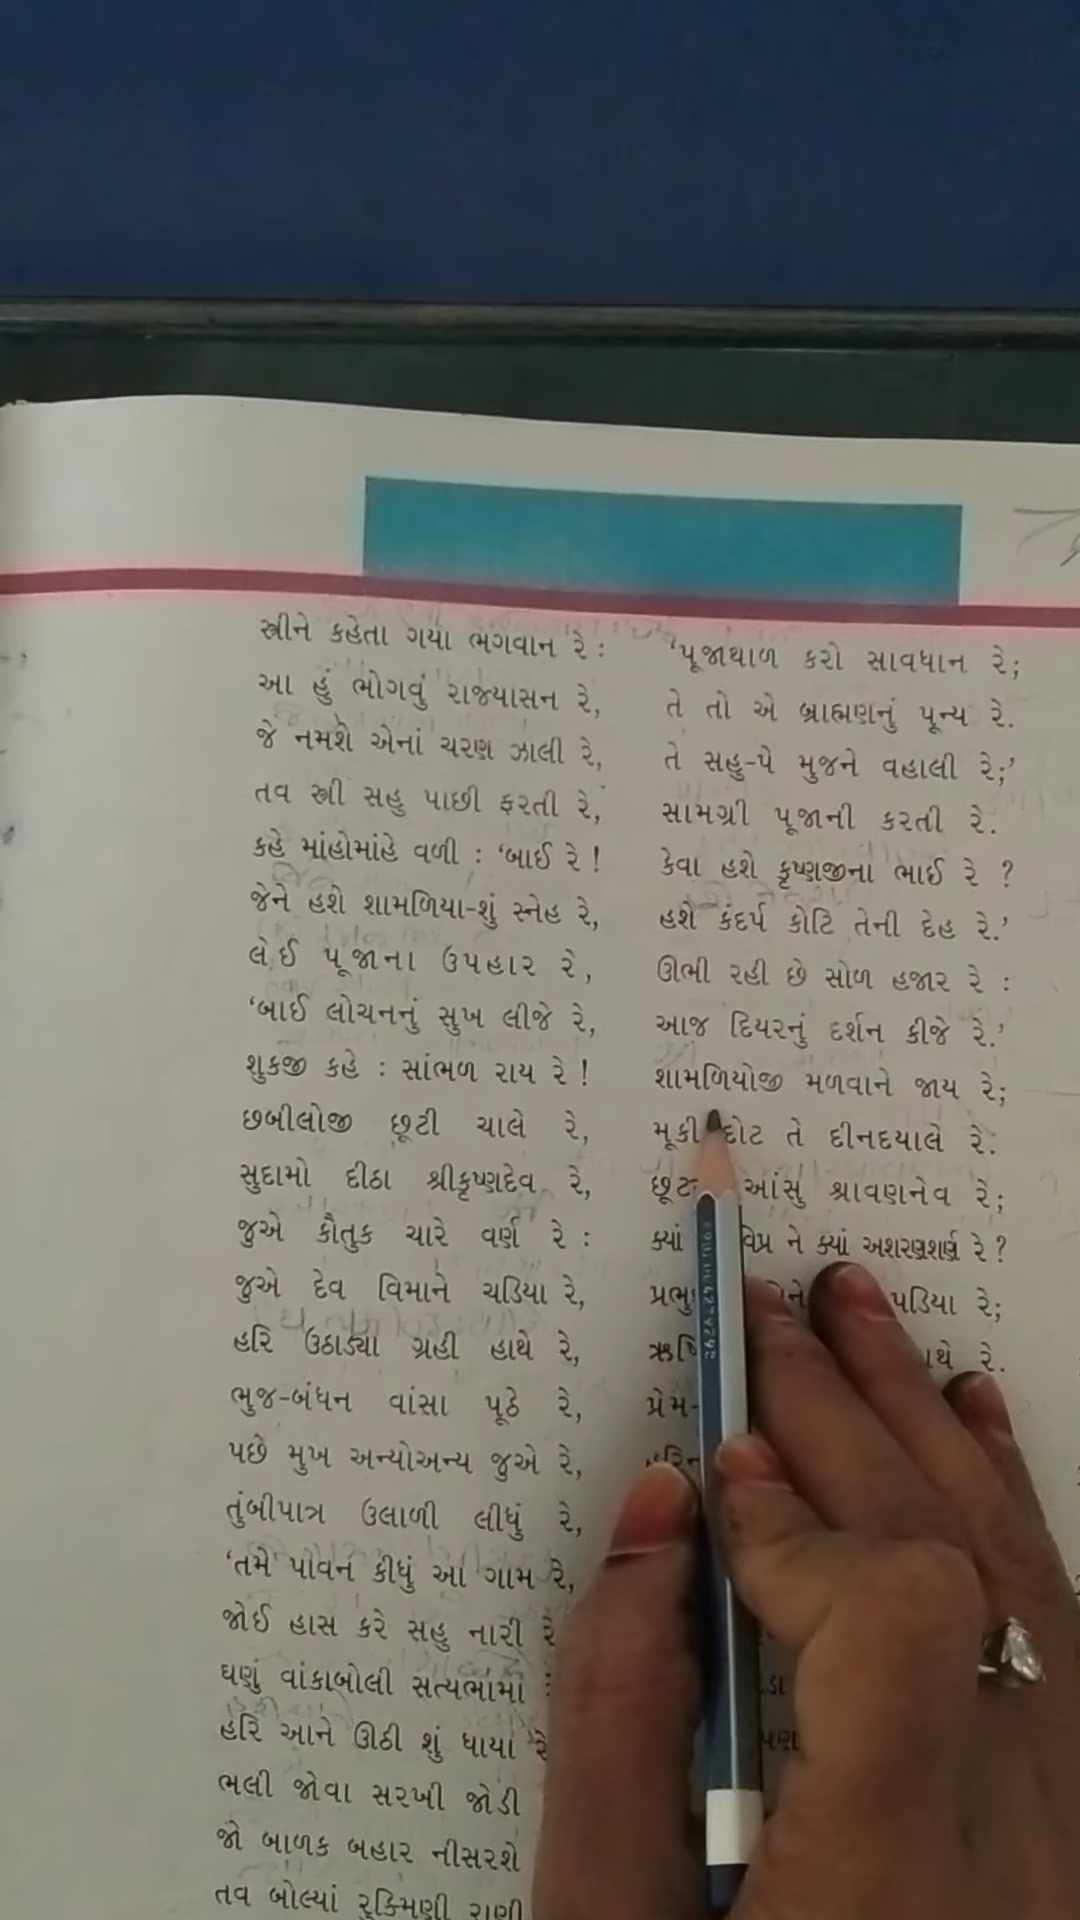 સ્ત્રીને કહેતા ગયા ભગવાન રે : ‘પૂજાથાળ કરો સાવધાન રે;
આ હું ભોગવું રાજ્યાસન રે, તે તો એ બ્રાહ્મણનું પૂન્ય રે.
જે નમશે એનાં ચરણ ઝાલી રે, તે સહુ-પે મુજને વહાલી રે;’
તવ સ્ત્રી સહુ પાછી ફરતી રે, સામગ્રી પૂજાની કરતી રે.
કહે માંહોમાંહે વળી : ‘બાઈ રે ! કેવા હશે કૃષ્ણજીના ભાઈ રે ?
જેને હશે શામળિયા-શું સ્નેહ રે, હશે કંદર્પ કોટિ તેની દેહ રે.’
લેઈ પૂજાના ઉપહાર રે, ઊભી રહી છે સોળ હજાર રે :
‘બાઈ લોચનનું સુખ લીજે રે, આજ દિયરનું દર્શન કીજે રે.’
શુકજી કહે : સાંભળ રાય રે ! શામળિયોજી મળવાને જાય રે;
છબીલોજી છૂટી ચાલે રે, મૂકી દોટ તે દીનદયાલે રે.
સુદામો દીઠા શ્રીકૃષ્ણદેવ રે, આંસુ શ્રાવણનેવ રે;
જુએ કૌતુક ચારે વર્ણ રે : ક્યાં વિપ્ર ને ક્યાં અશરણશર્ણ રે ?
જુએ દેવ વિમાને ચડિયા રે, પડિયા રે;
હરિ ઉઠાડ્યા ગ્રહી હાથે રે, રે.
ભુજ-બંધન વાંસા પૂઠે રે,
પછે મુખ અન્યોઅન્ય જુએ રે,
તુંબીપાત્ર ઉલાળી લીધું રે,
‘તમે પાવન કીધું આ ગામ રે,
જોઈ હાસ કરે સહુ નારી રે
ઘણું વાંકાબોલી સત્યભામા :
હરિ આને ઊઠી શું ધાયા રે
ભલી જોવા સરખી જોડી
જો બાળક બહાર નીસરશે
તવ બોલ્યાં રુકિમણી રાણી